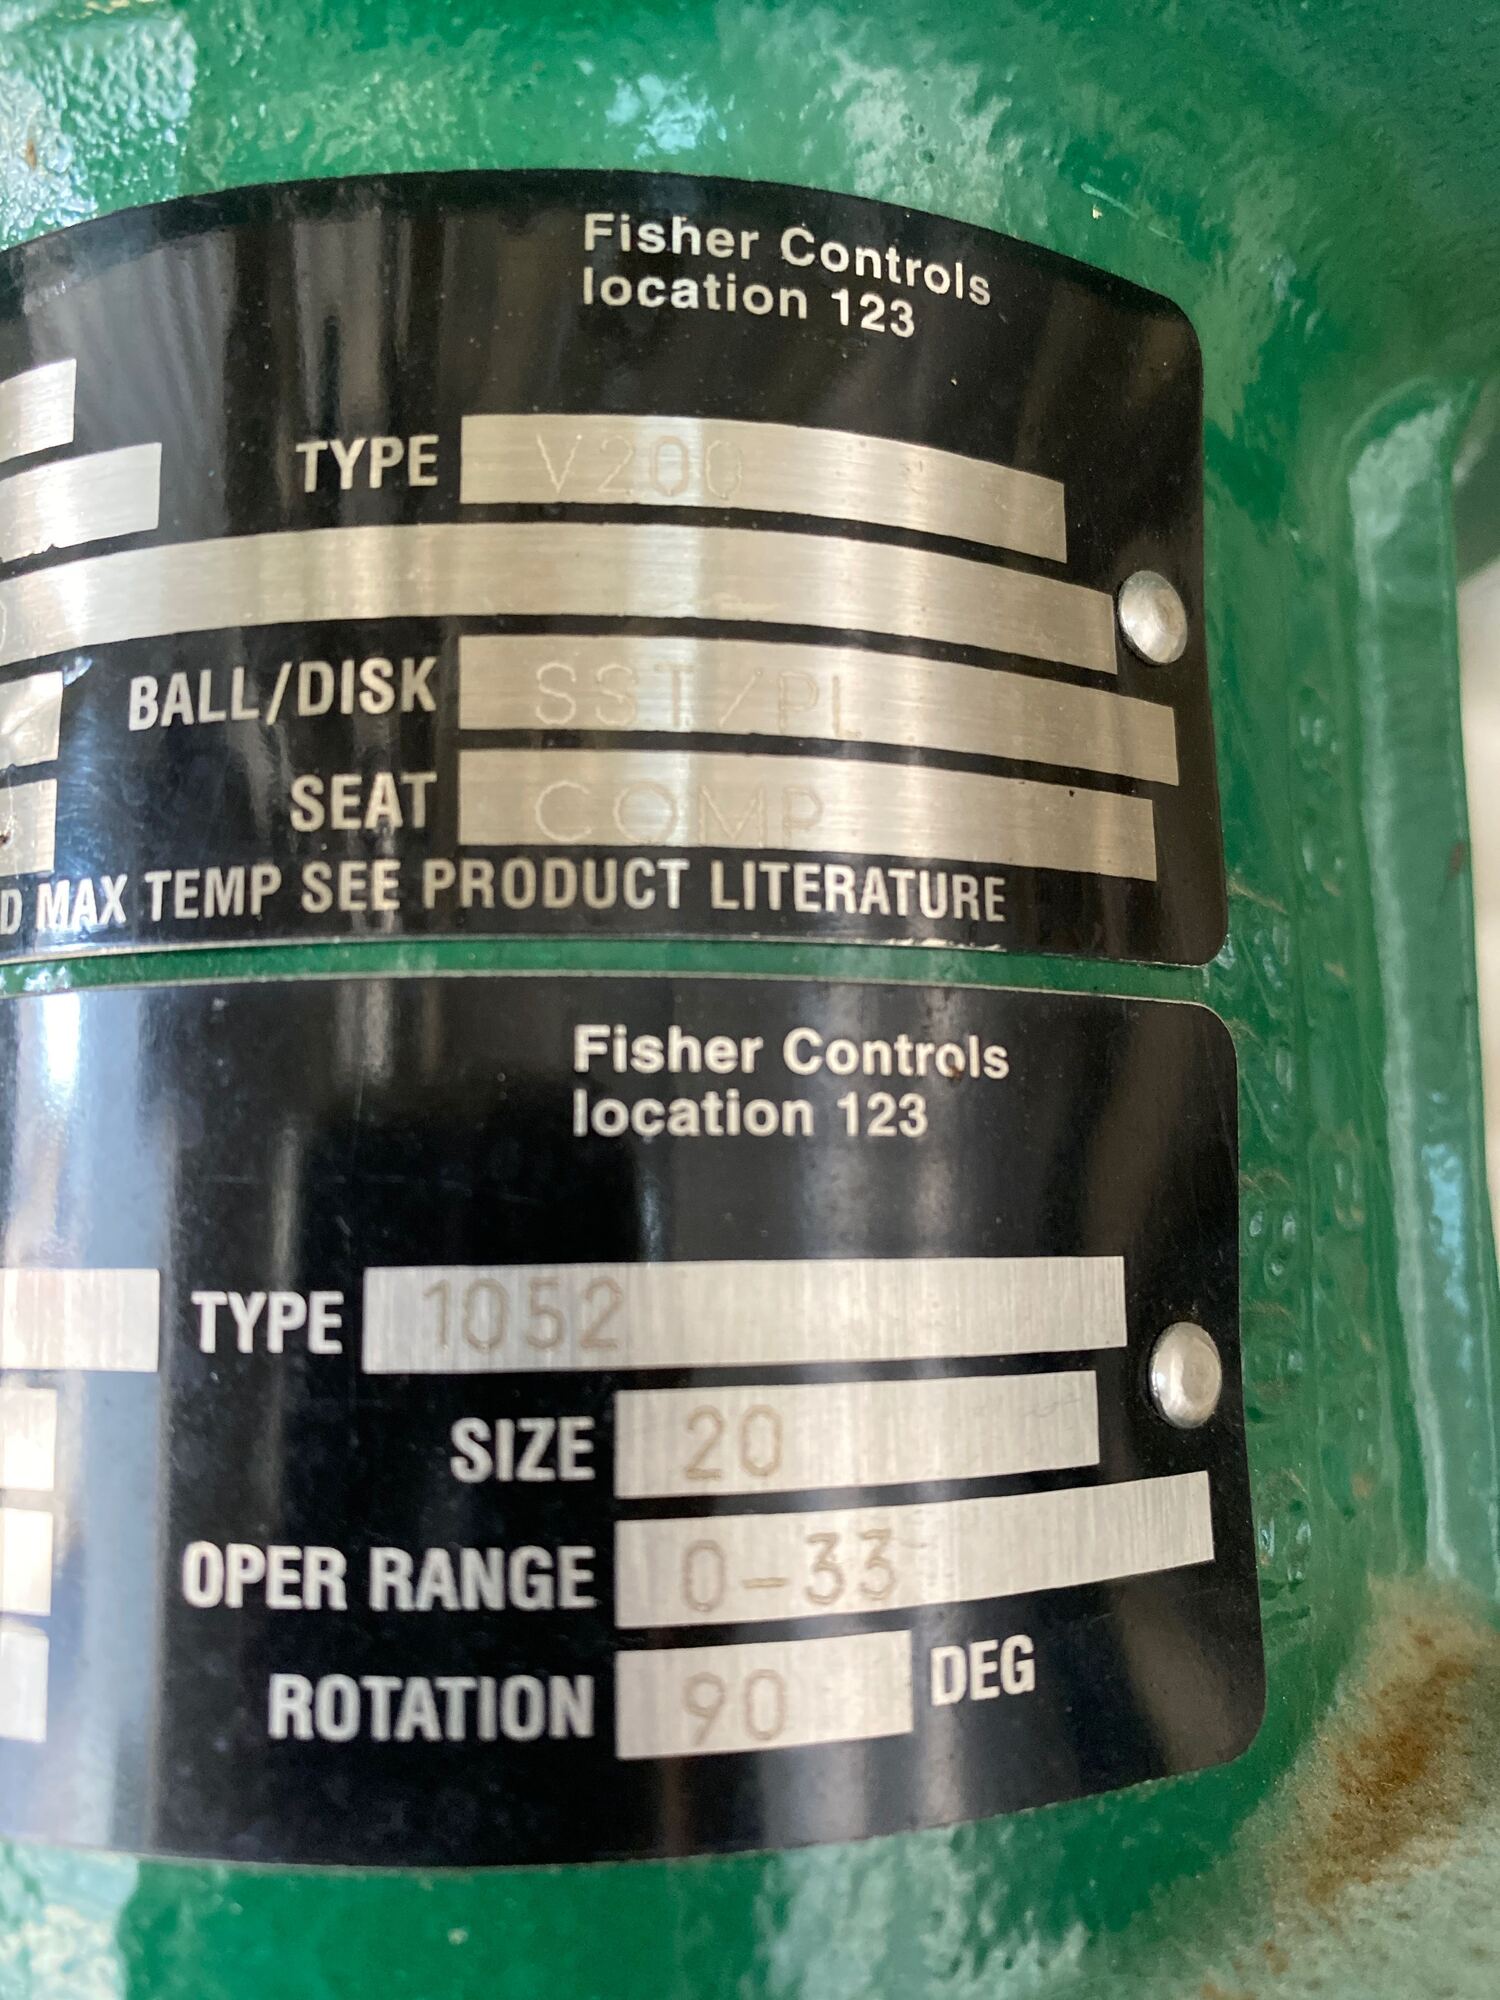 Fisher Controls
location 123
TYPE V200
BALL/DISK SST/PL
SEAT COMP
D MAX TEMP SEE PRODUCT LITERATURE
Fisher Controls
location 123
TYPE 1052
SIZE 20
OPER RANGE 0-33
ROTATION 90 DEG